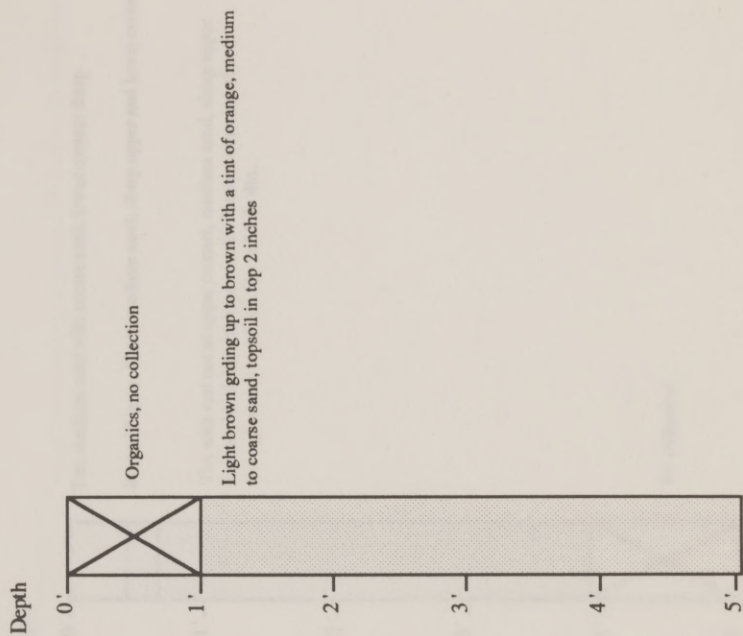 Depth
0'
Organics, no collection
1'
Light brown grding up to brown with a tint of orange, medium
to coarse sand, topsoil in top 2 inches
2'
3'
4'
5'